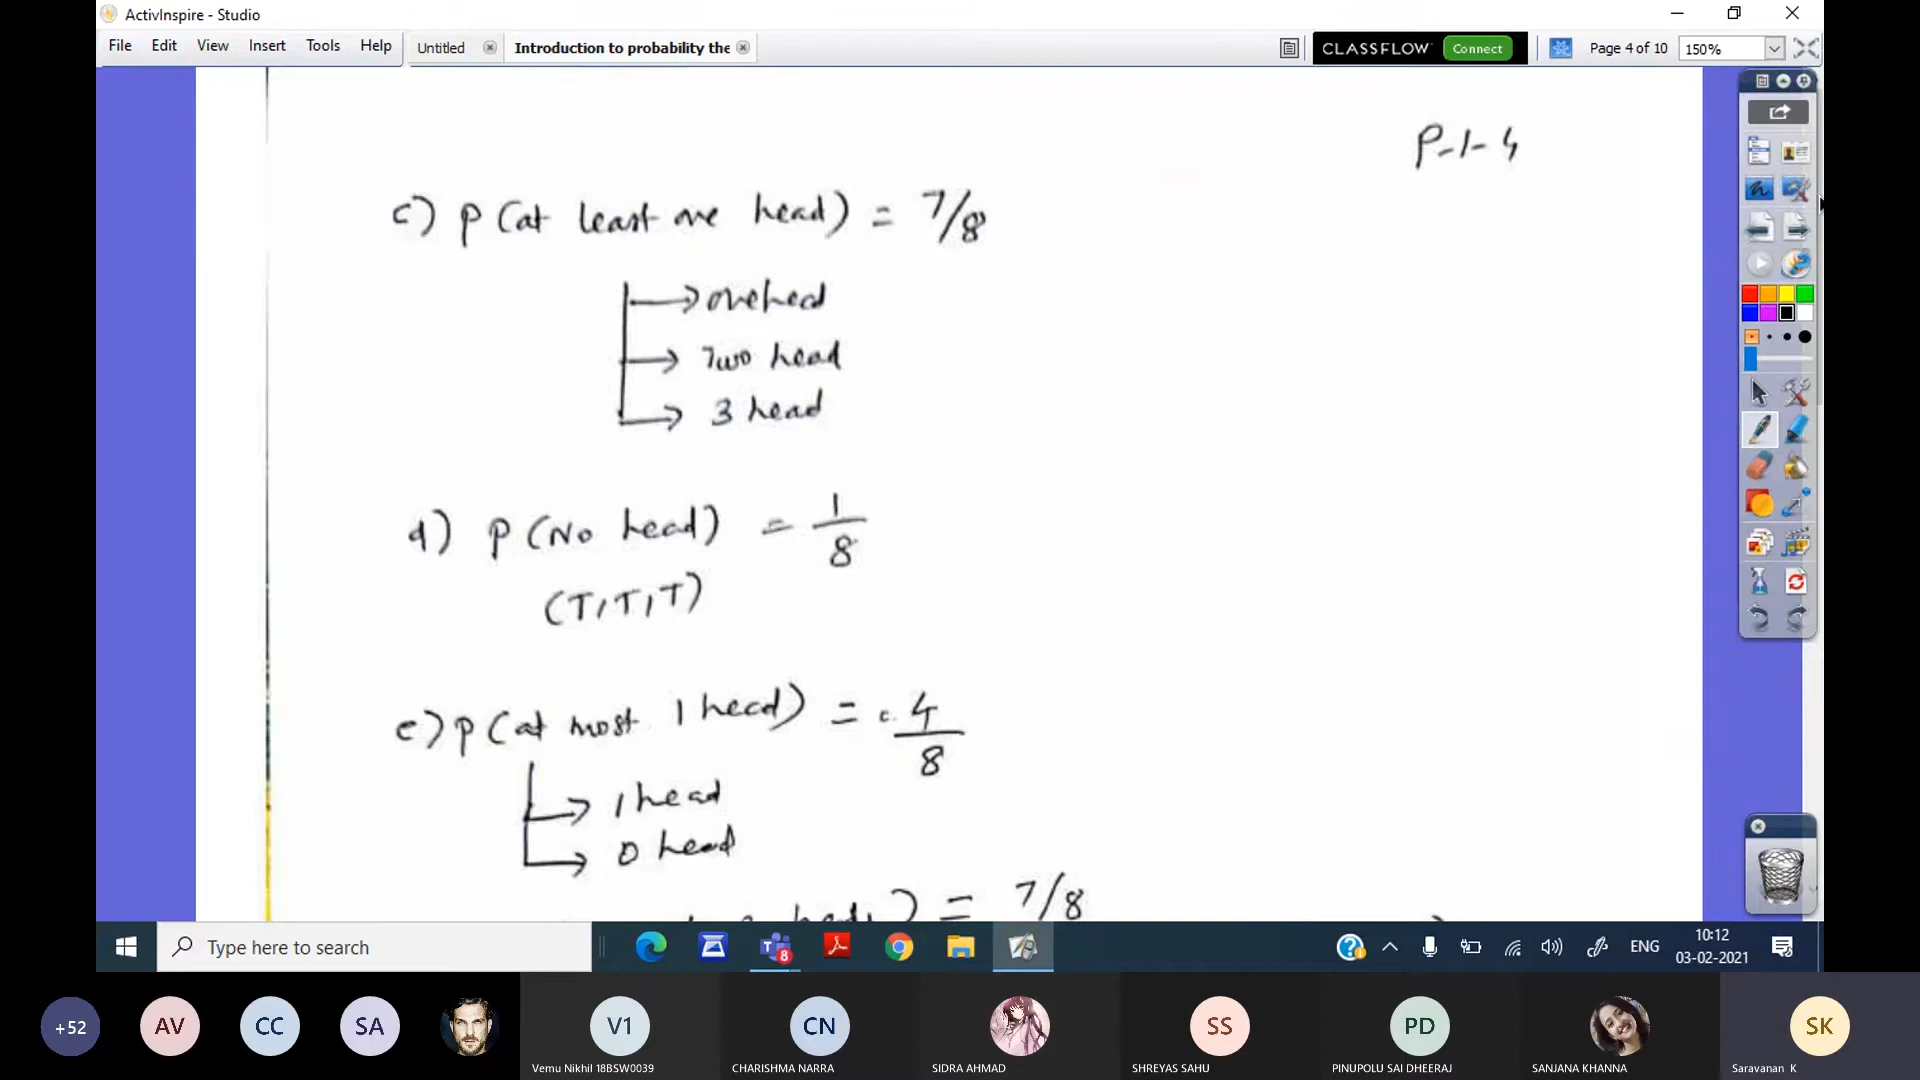 ActivInspire - Studio
File Edit View Insert Tools Help
Untitled
Introduction to probability the
CLASSFLOW Connect
Page 4 of 10
150%
P-1-4
c) P (at least one head) = 7/8
→ one head
→ Two head
→ 3 head
d) P (No head) = 1/8
(T,T,T)
e) P (at most 1 head) = 4/8
→ 1 head
→ 0 head
) = 7/8
Type here to search
8
ENG
10:12
03-02-2021
+52
AV
CC
SA
V1
CN
SS
PD
SK
Vemu Nikhil 18BSW0039
CHARISHMA NARRA
SIDRA AHMAD
SHREYAS SAHU
PINUPOLU SAI DHEERAJ
SANJANA KHANNA
Saravanan K